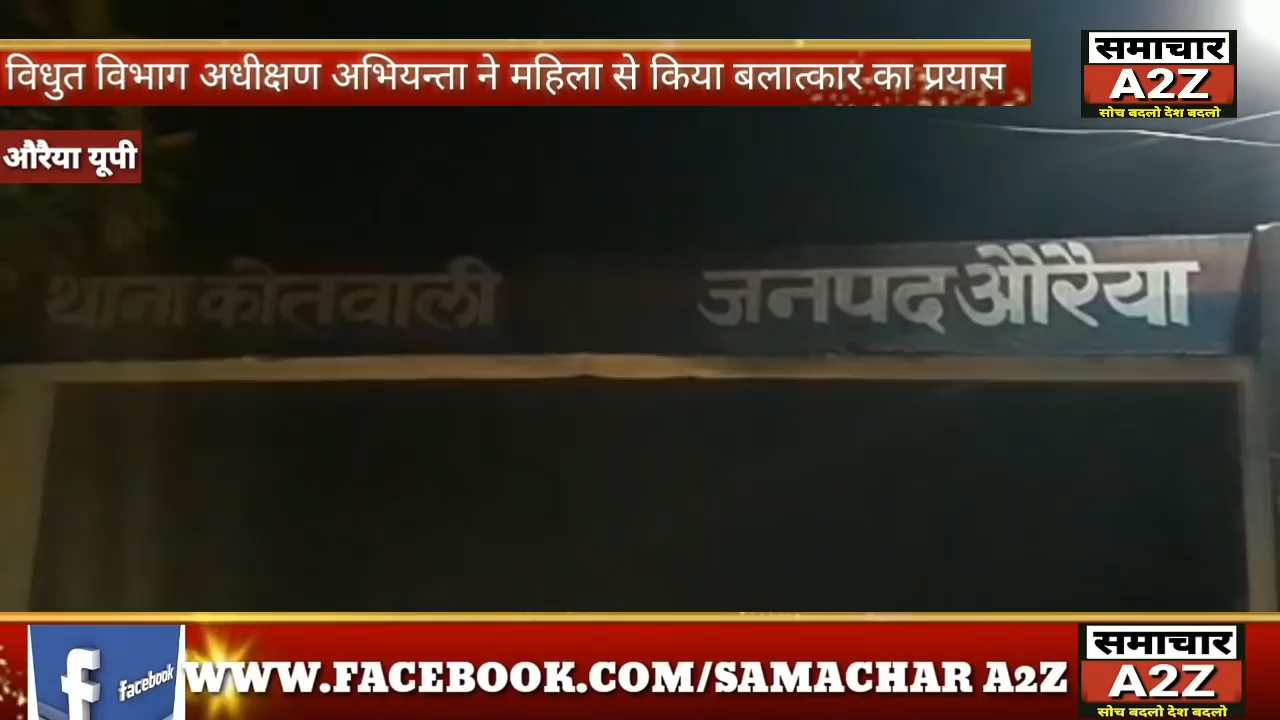 विधुत विभाग अधीक्षण अभियन्ता ने महिला से किया बलात्कार का प्रयास
समाचार
A2Z
सोच बदलो देश बदलो
औरैया यूपी
थाना कोतवाली जनपद औरैया
facebook
WWW.FACEBOOK.COM/SAMACHAR A2Z
समाचार
A2Z
सोच बदलो देश बदलो